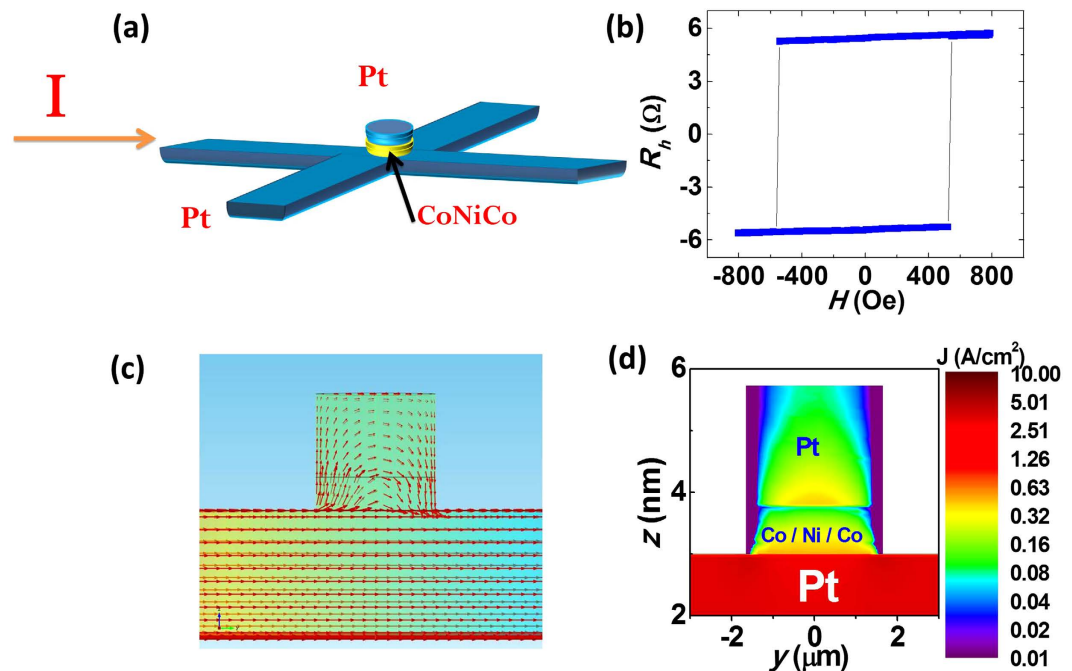 (a)
Pt
I
Pt
CoNiCo
(b)
R_h (Ω)
6
3
0
-3
-6
-800 -400 0 400 800
H (Oe)
(c)
(d)
z (nm)
6
4
2
Pt
Co / Ni / Co
Pt
-2 0 2
y (μm)
J (A/cm²)
10.00
5.01
2.51
1.26
0.63
0.32
0.16
0.08
0.04
0.02
0.01
0.01